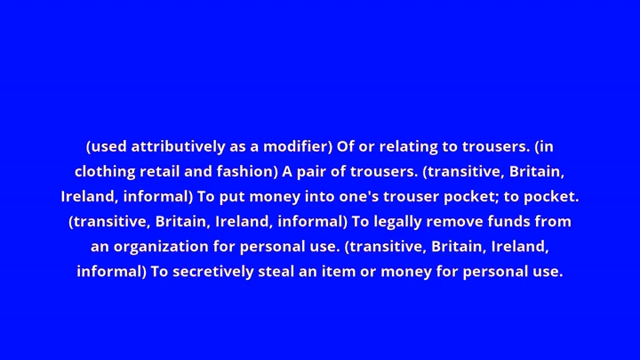 (used attributively as a modifier) Of or relating to trousers. (in
clothing retail and fashion) A pair of trousers. (transitive, Britain,
Ireland, informal) To put money into one's trouser pocket; to pocket.
(transitive, Britain, Ireland, informal) To legally remove funds from
an organization for personal use. (transitive, Britain, Ireland,
informal) To secretively steal an item or money for personal use.